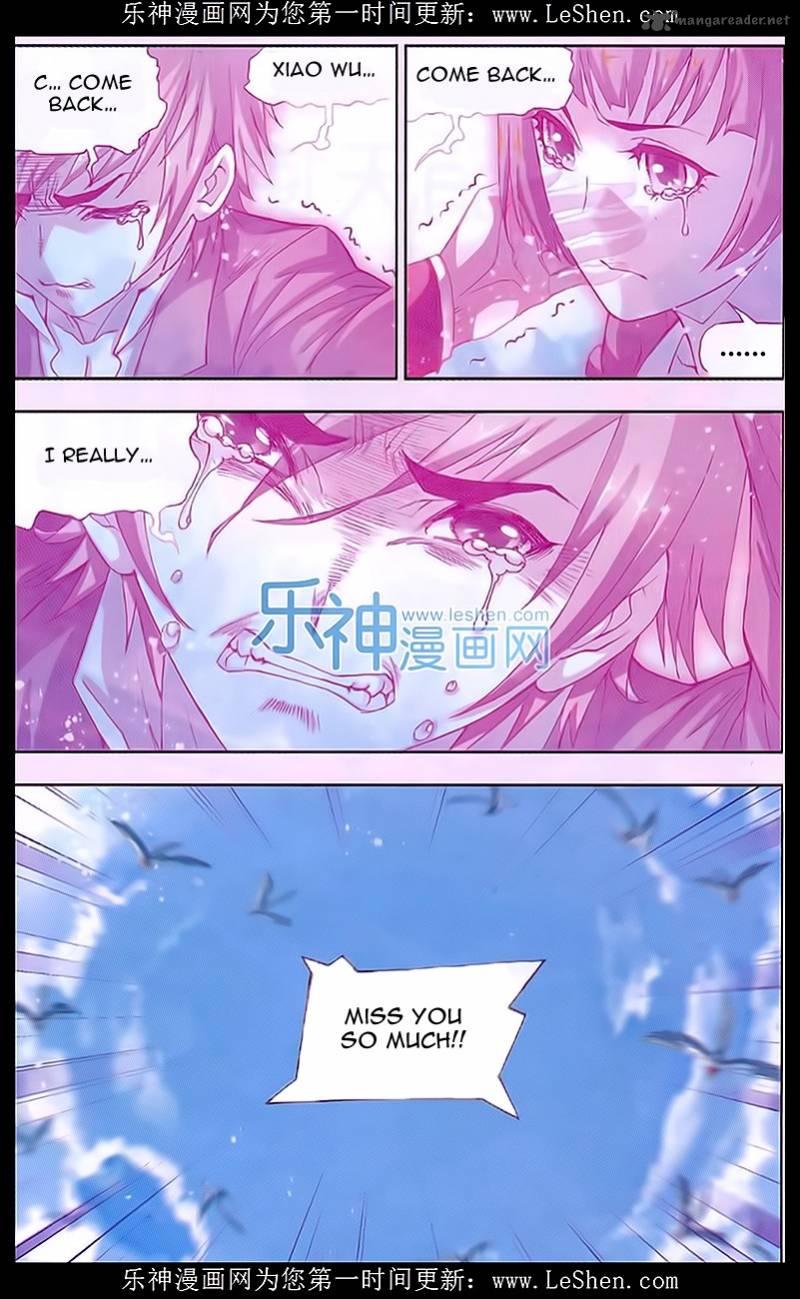 乐神漫画网为您第一时间更新：www.LeShen.com
mangareader.net
C... COME
BACK...
XIAO WU...
COME BACK...
......
I REALLY...
乐神漫画网
www.leshen.com
MISS YOU
SO MUCH!!
乐神漫画网为您第一时间更新：www.LeShen.com